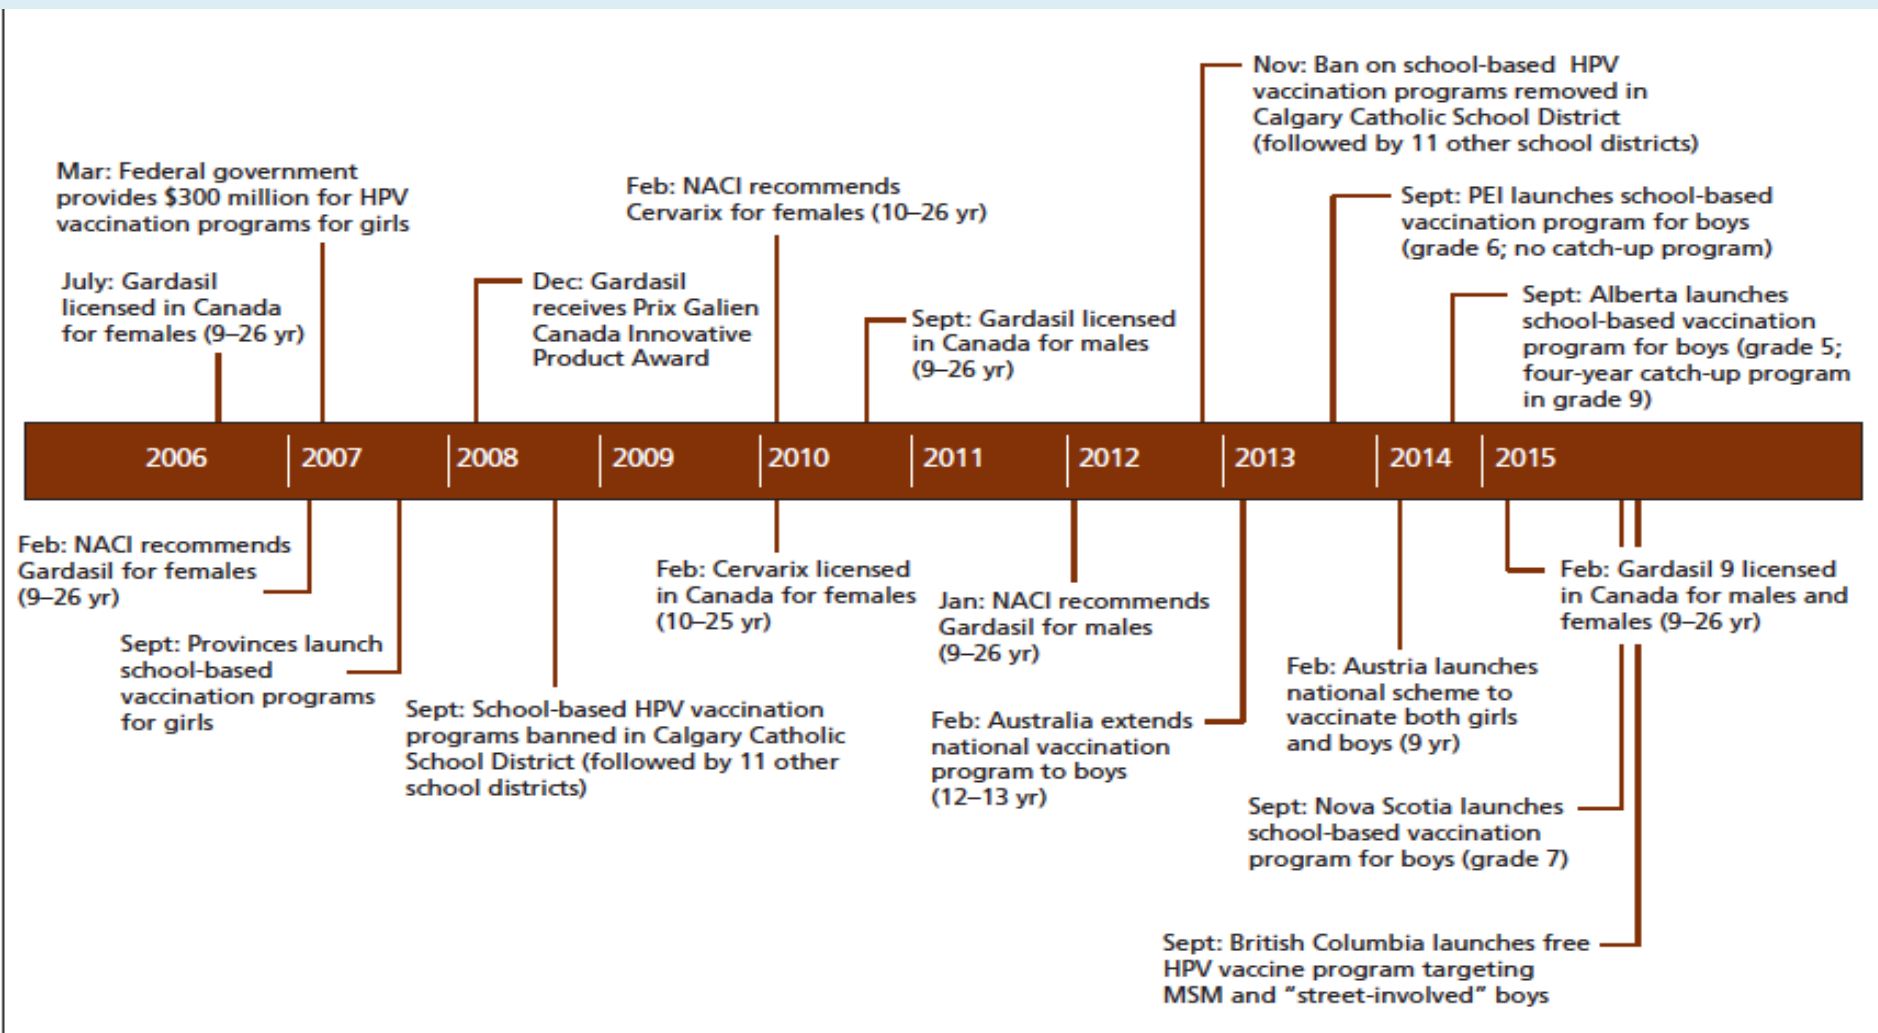 Nov: Ban on school-based HPV
vaccination programs removed in
Calgary Catholic School District
(followed by 11 other school districts)
Mar: Federal government
provides $300 million for HPV
vaccination programs for girls
Feb: NACI recommends
Cervarix for females (10–26 yr)
Sept: PEI launches school-based
vaccination program for boys
(grade 6; no catch-up program)
July: Gardasil
licensed in Canada
for females (9–26 yr)
Dec: Gardasil
receives Prix Galien
Canada Innovative
Product Award
Sept: Gardasil licensed
in Canada for males
(9–26 yr)
Sept: Alberta launches
school-based vaccination
program for boys (grade 5;
four-year catch-up program
in grade 9)
2006 2007 2008 2009 2010 2011 2012 2013 2014 2015
Feb: NACI recommends
Gardasil for females
(9–26 yr)
Sept: Provinces launch
school-based
vaccination programs
for girls
Sept: School-based HPV vaccination
programs banned in Calgary Catholic
School District (followed by 11 other
school districts)
Feb: Cervarix licensed
in Canada for females
(10–25 yr)
Jan: NACI recommends
Gardasil for males
(9–26 yr)
Feb: Australia extends
national vaccination
program to boys
(12–13 yr)
Feb: Austria launches
national scheme to
vaccinate both girls
and boys (9 yr)
Feb: Gardasil 9 licensed
in Canada for males and
females (9–26 yr)
Sept: Nova Scotia launches
school-based vaccination
program for boys (grade 7)
Sept: British Columbia launches free
HPV vaccine program targeting
MSM and “street-involved” boys